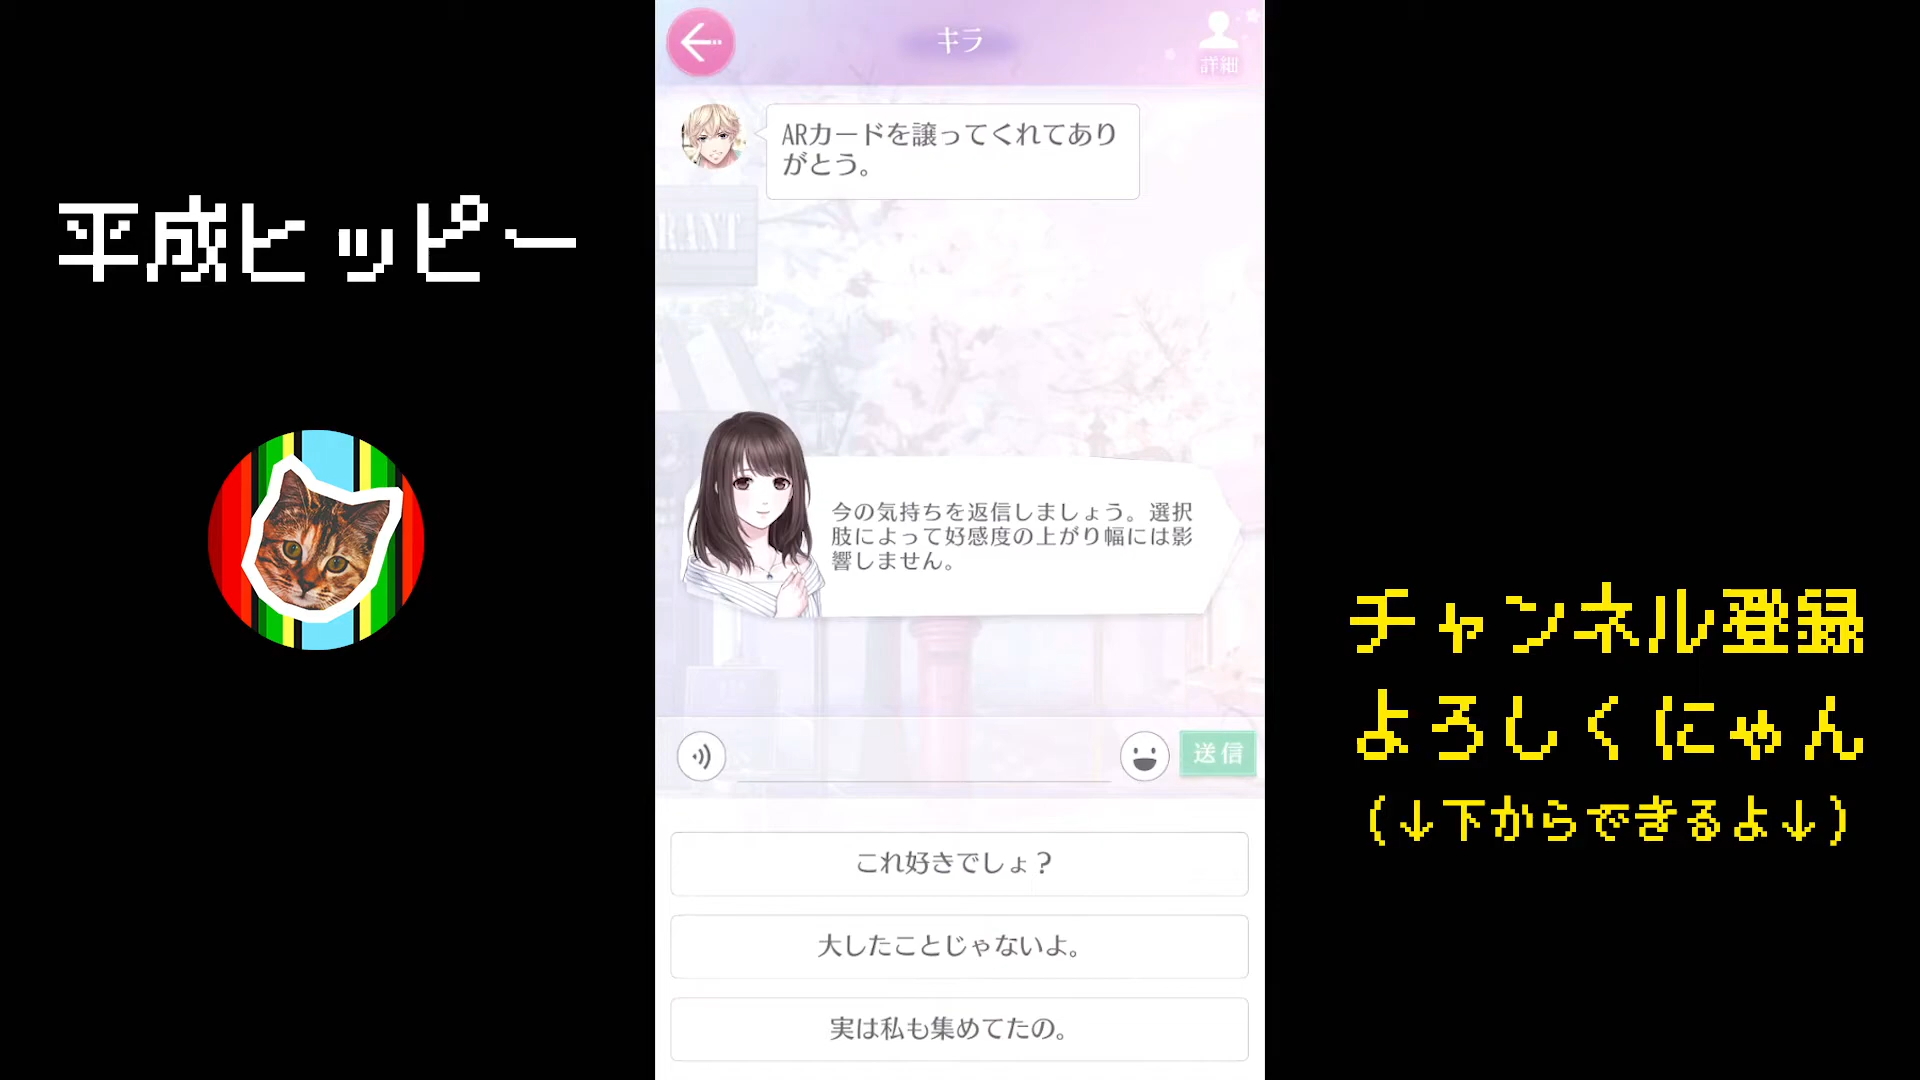 平成ヒッピー
キラ
詳細
ARカードを譲ってくれてあり
がとう。
RANT
今の気持ちを返信しましょう。選択
肢によって好感度の上がり幅には影
響しません。
送信
これ好きでしょ？
大したことじゃないよ。
実は私も集めてたの。
チャンネル登録
よろしくにゃん
(↓下からできるよ↓)